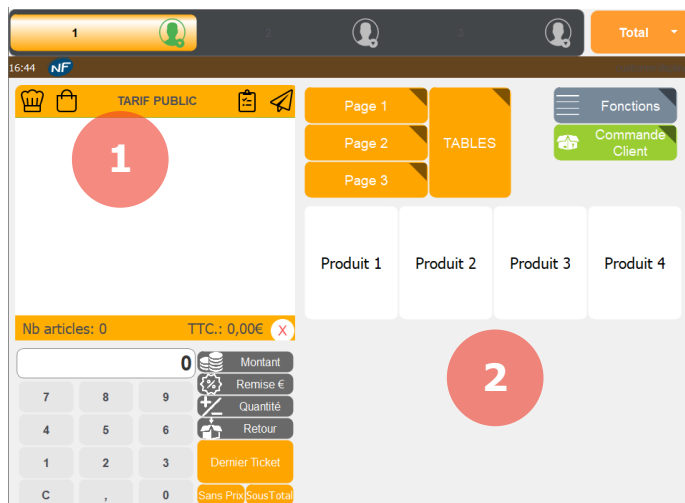 1 2 3 Total
16:44 NF
TARIF PUBLIC
1
Nb articles: 0 TTC.: 0,00€ X
0
7 8 9
4 5 6
1 2 3
C , 0
Montant
Remise €
Quantité
Retour
Dernier Ticket
Sans Prix SousTotal
Page 1
Page 2
Page 3
TABLES
Fonctions
Commande
Client
Produit 1 Produit 2 Produit 3 Produit 4
2